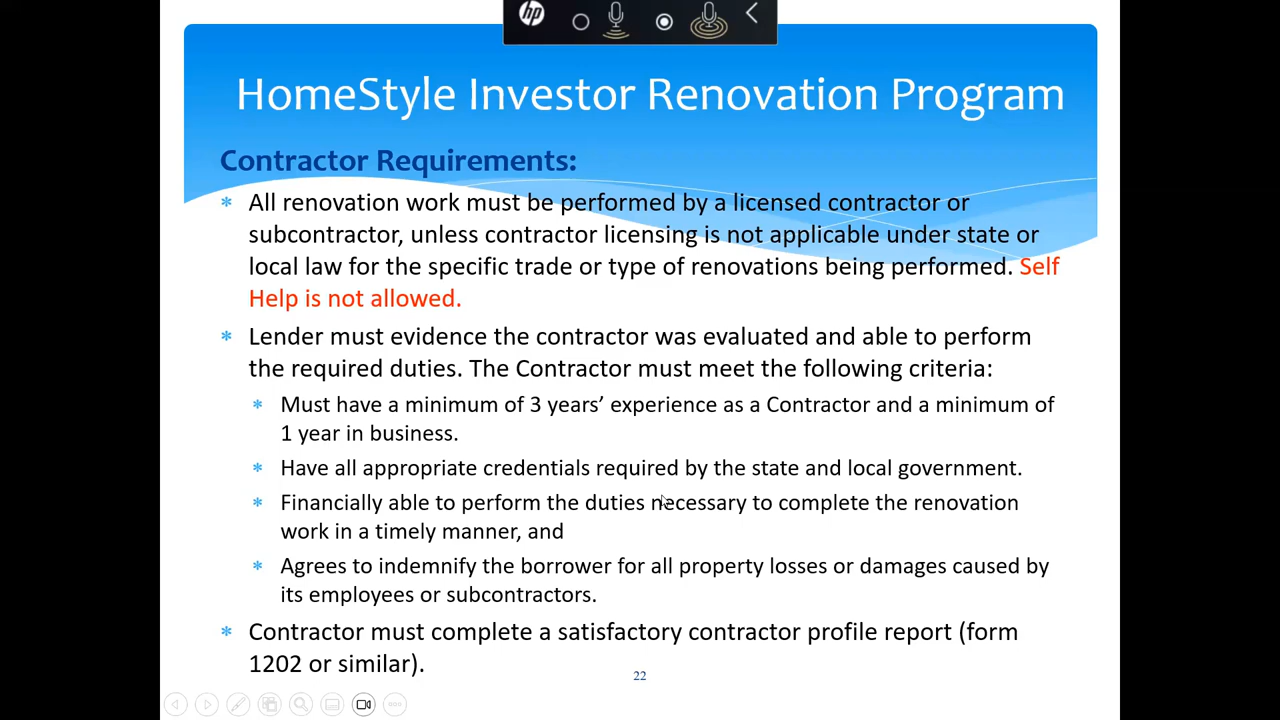 hp
HomeStyle Investor Renovation Program
Contractor Requirements:
* All renovation work must be performed by a licensed contractor or
subcontractor, unless contractor licensing is not applicable under state or
local law for the specific trade or type of renovations being performed. Self
Help is not allowed.
* Lender must evidence the contractor was evaluated and able to perform
the required duties. The Contractor must meet the following criteria:
* Must have a minimum of 3 years’ experience as a Contractor and a minimum of
1 year in business.
* Have all appropriate credentials required by the state and local government.
* Financially able to perform the duties necessary to complete the renovation
work in a timely manner, and
* Agrees to indemnify the borrower for all property losses or damages caused by
its employees or subcontractors.
* Contractor must complete a satisfactory contractor profile report (form
1202 or similar).
22